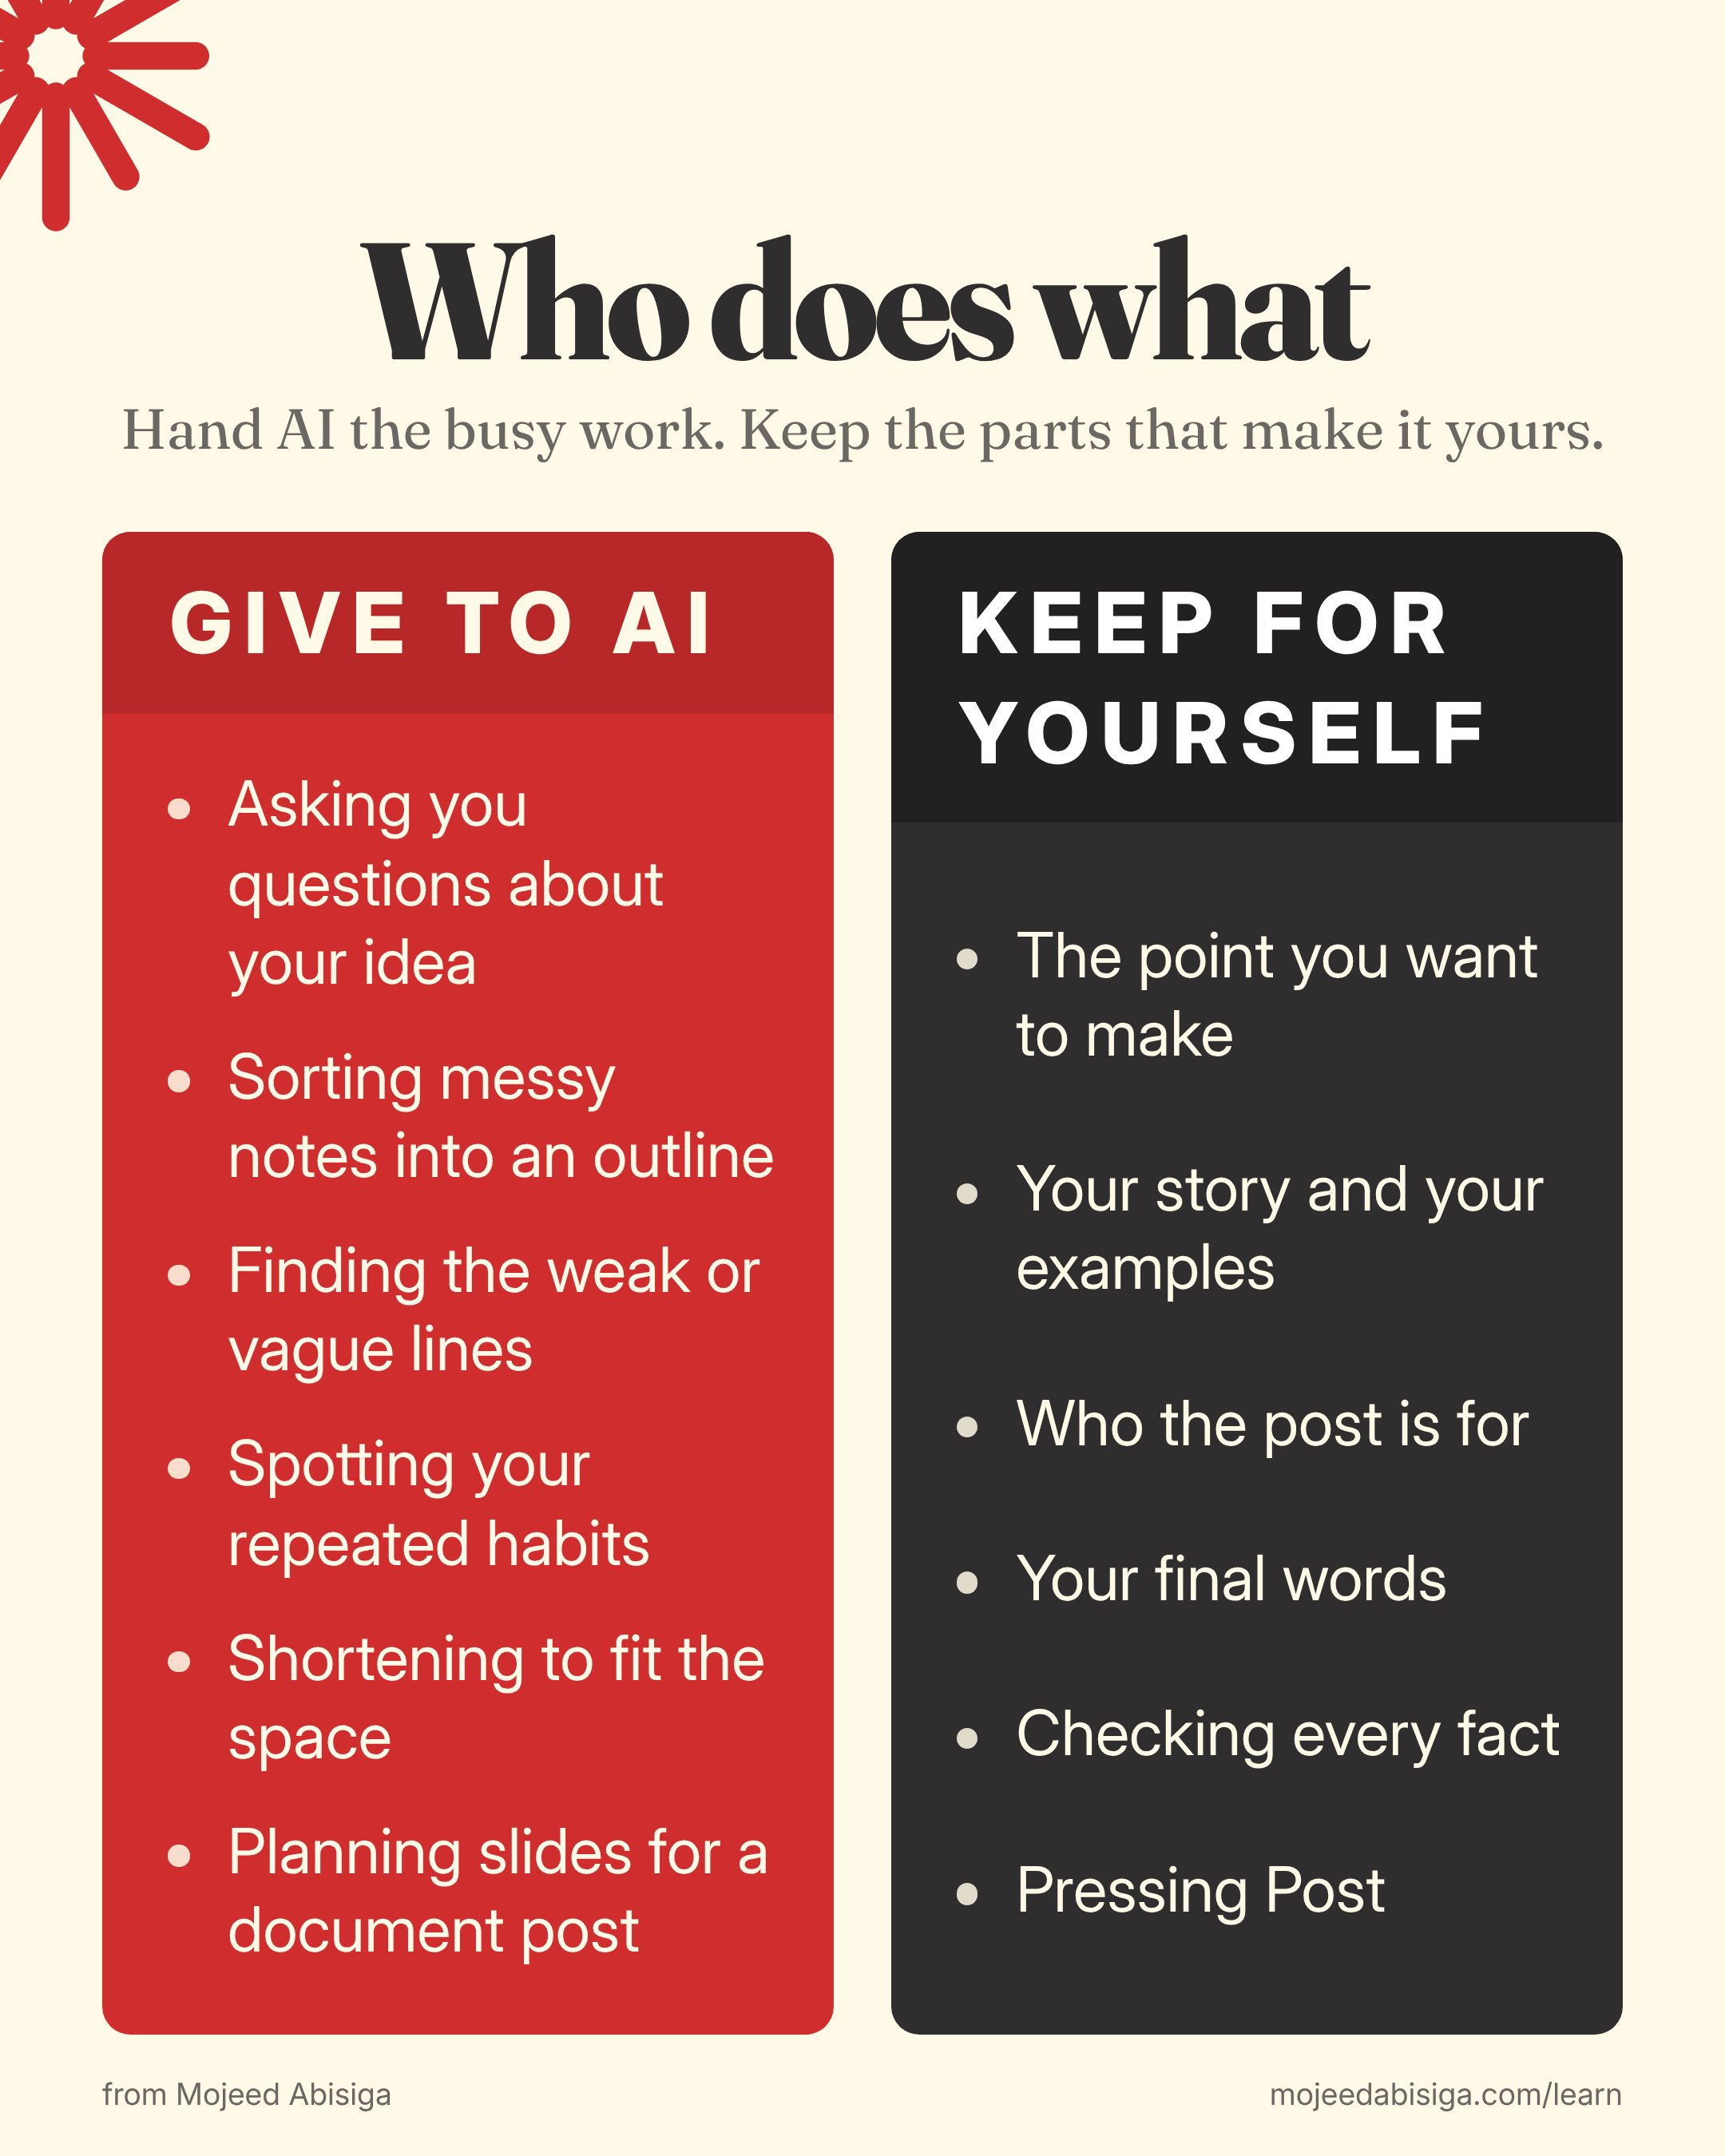 Who does what
Hand AI the busy work. Keep the parts that make it yours.
GIVE TO AI
Asking you
questions about
your idea
Sorting messy
notes into an outline
Finding the weak or
vague lines
Spotting your
repeated habits
Shortening to fit the
space
Planning slides for a
document post
KEEP FOR
YOURSELF
The point you want
to make
Your story and your
examples
Who the post is for
Your final words
Checking every fact
Pressing Post
from Mojeed Abisiga
mojeedabisiga.com/learn